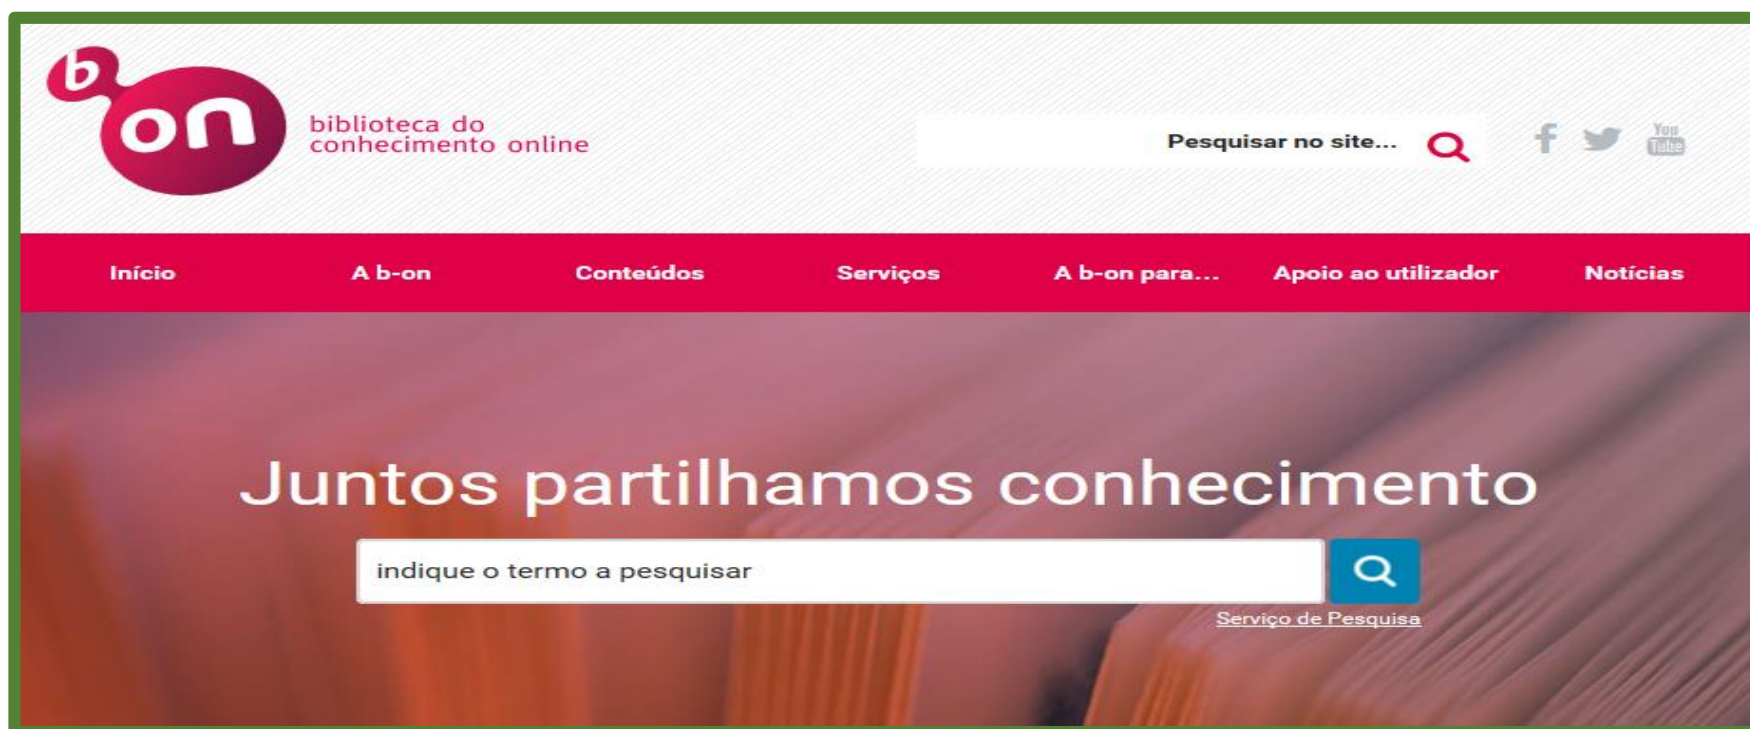 b
on
biblioteca do
conhecimento online
Pesquisar no site...
You
Tube
Início A b-on Conteúdos Serviços A b-on para... Apoio ao utilizador Notícias
Juntos partilhamos conhecimento
indique o termo a pesquisar
Serviço de Pesquisa